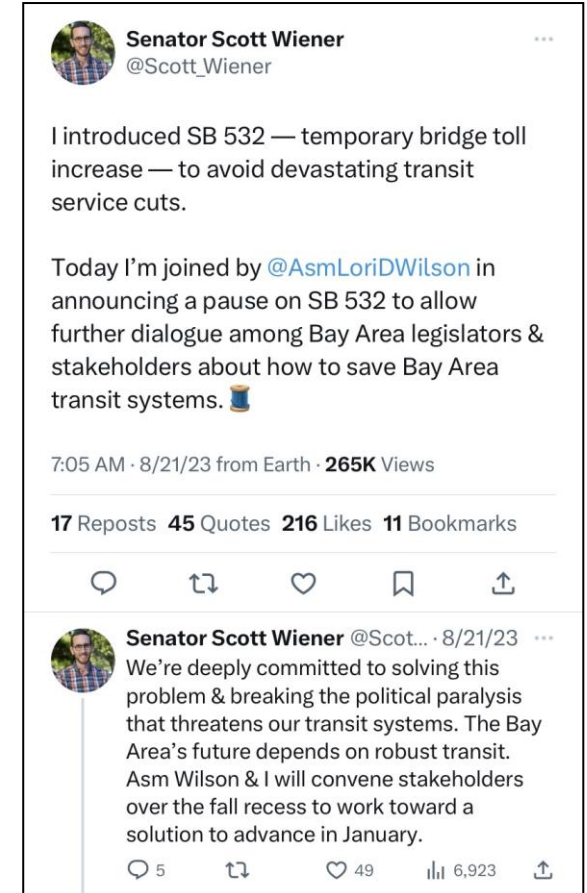 Senator Scott Wiener
@Scott_Wiener
I introduced SB 532 — temporary bridge toll
increase — to avoid devastating transit
service cuts.
Today I’m joined by @AsmLoriDWilson in
announcing a pause on SB 532 to allow
further dialogue among Bay Area legislators &
stakeholders about how to save Bay Area
transit systems.🧵
7:05 AM · 8/21/23 from Earth · 265K Views
17 Reposts 45 Quotes 216 Likes 11 Bookmarks
Senator Scott Wiener @Scot... · 8/21/23
We’re deeply committed to solving this
problem & breaking the political paralysis
that threatens our transit systems. The Bay
Area’s future depends on robust transit.
Asm Wilson & I will convene stakeholders
over the fall recess to work toward a
solution to advance in January.
5 49 6,923